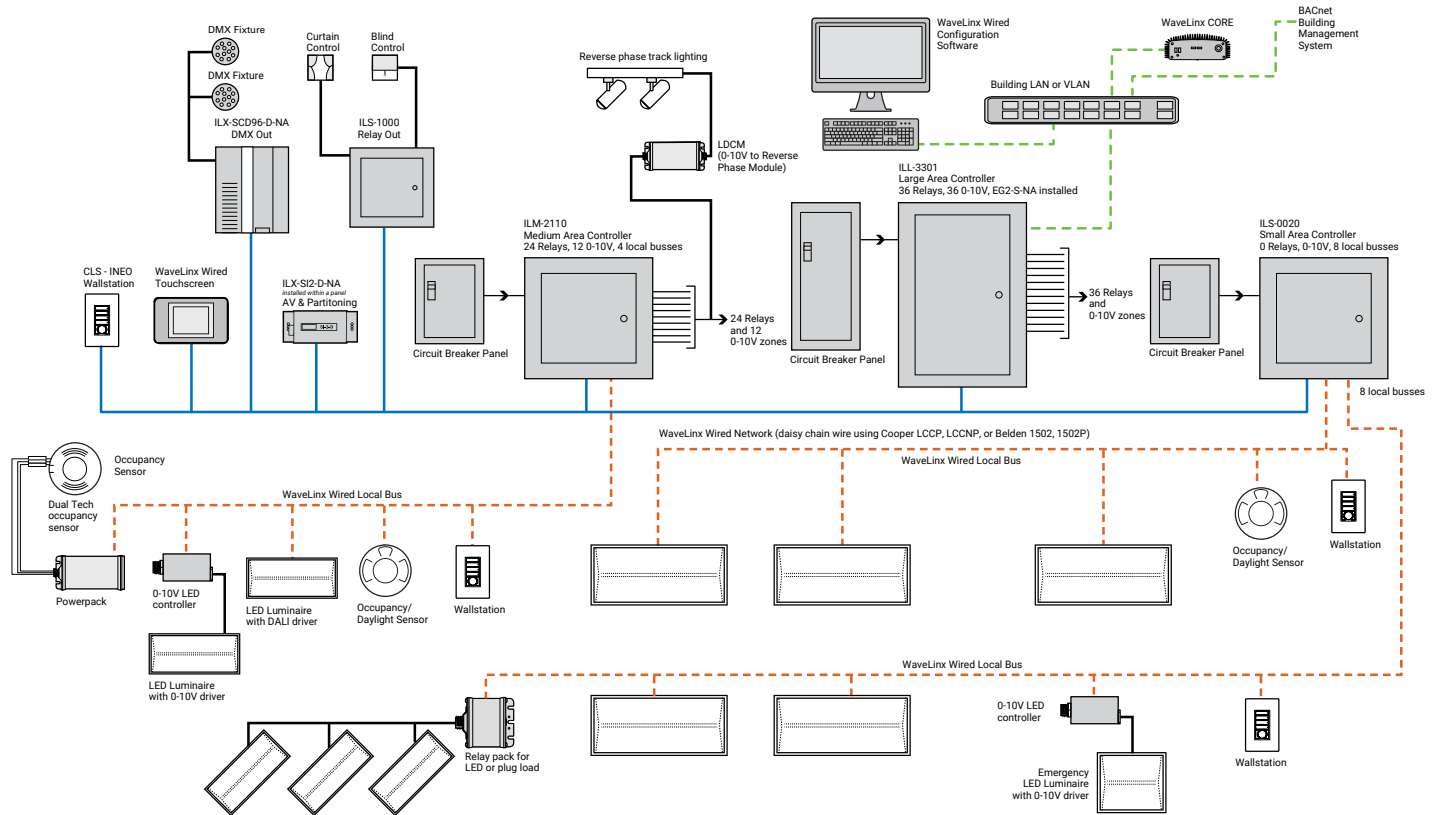 DMX Fixture
DMX Fixture
ILX-SCD96-D-NA
DMX Out
Curtain
Control
Blind
Control
ILS-1000
Relay Out
Reverse phase track lighting
LDCM
(0-10V to Reverse
Phase Module)
WaveLinx Wired
Configuration
Software
WaveLinx CORE
BACnet
Building
Management
System
Building LAN or VLAN
CLS - INEO
Wallstation
WaveLinx Wired
Touchscreen
ILX-SI2-D-NA
installed within a panel
AV & Partitoning
SI-S-D
Circuit Breaker Panel
ILM-2110
Medium Area Controller
24 Relays, 12 0-10V, 4 local busses
24 Relays
and 12
0-10V zones
Circuit Breaker Panel
ILL-3301
Large Area Controller
36 Relays, 36 0-10V, EG2-S-NA installed
36 Relays
and
0-10V zones
Circuit Breaker Panel
ILS-0020
Small Area Controller
0 Relays, 0-10V, 8 local busses
8 local busses
WaveLinx Wired Network (daisy chain wire using Cooper LCCP, LCCNP, or Belden 1502, 1502P)
WaveLinx Wired Local Bus
Occupancy
Sensor
Dual Tech
occupancy
sensor
Powerpack
WaveLinx Wired Local Bus
0-10V LED
controller
LED Luminaire
with 0-10V driver
LED Luminaire
with DALI driver
Occupancy/
Daylight Sensor
Wallstation
Occupancy/
Daylight Sensor
Wallstation
WaveLinx Wired Local Bus
Relay pack for
LED or plug load
0-10V LED
controller
Emergency
LED Luminaire
with 0-10V driver
Wallstation